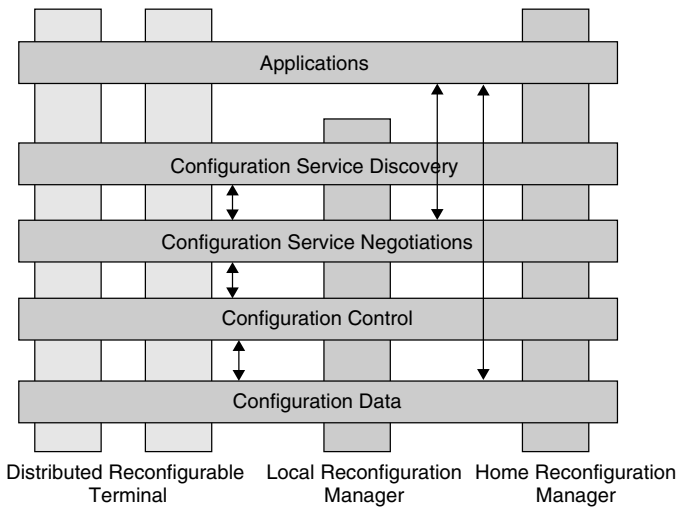 Applications
Configuration Service Discovery
Configuration Service Negotiations
Configuration Control
Configuration Data
Distributed Reconfigurable
Terminal
Local Reconfiguration
Manager
Home Reconfiguration
Manager